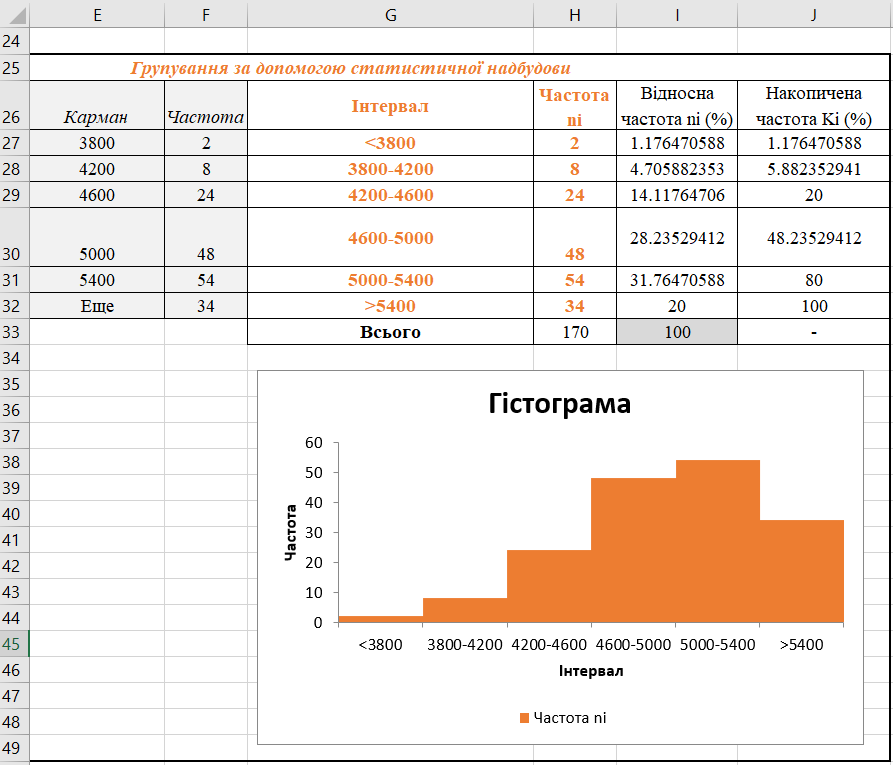 E F G H I J
24
25 Групування за допомогою статистичної надбудови
26 Карман Частота Інтервал Частота ni Відносна частота ni (%) Накопичена частота Кі (%)
27 3800 2 <3800 2 1.176470588 1.176470588
28 4200 8 3800-4200 8 4.705882353 5.882352941
29 4600 24 4200-4600 24 14.11764706 20
30 5000 48 4600-5000 48 28.23529412 48.23529412
31 5400 54 5000-5400 54 31.76470588 80
32 Еще 34 >5400 34 20 100
33 Всього 170 100 -
34
35
36 Гістограма
37
38 60
39 50
40 40
41 30
42 20
43 10
44 0
45 <3800 3800-4200 4200-4600 4600-5000 5000-5400 >5400
Частота
46 Інтервал
47
48 Частота ni
49